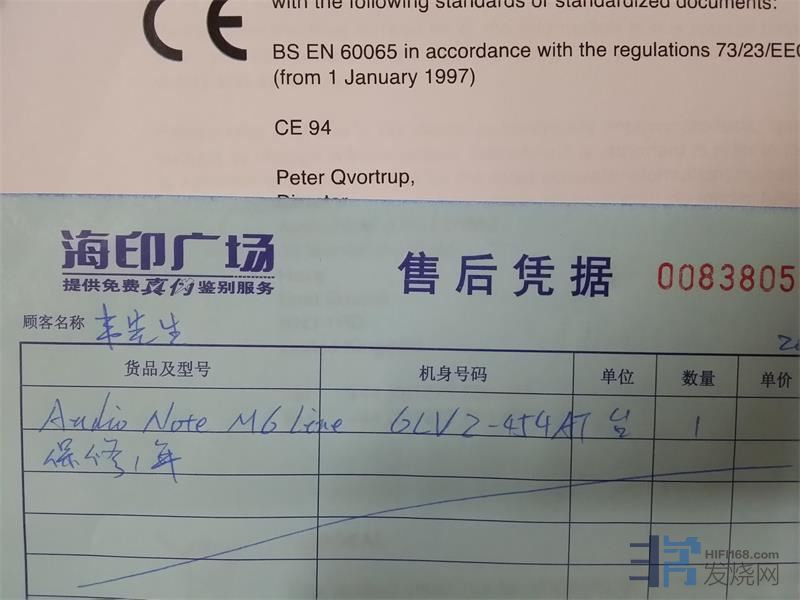 CE
with the following standards or standardized documents:
BS EN 60065 in accordance with the regulations 73/23/EEC
(from 1 January 1997)
CE 94
Peter Qvortrup,
Director
海印广场
提供免费真伪鉴别服务
售后凭据 0083805
顾客名称 丰先生
货品及型号 机身号码 单位 数量 单价
Audio Note M6 Line 6LV2-454AT 台 1
保修1年
HIFI168.com
发烧网